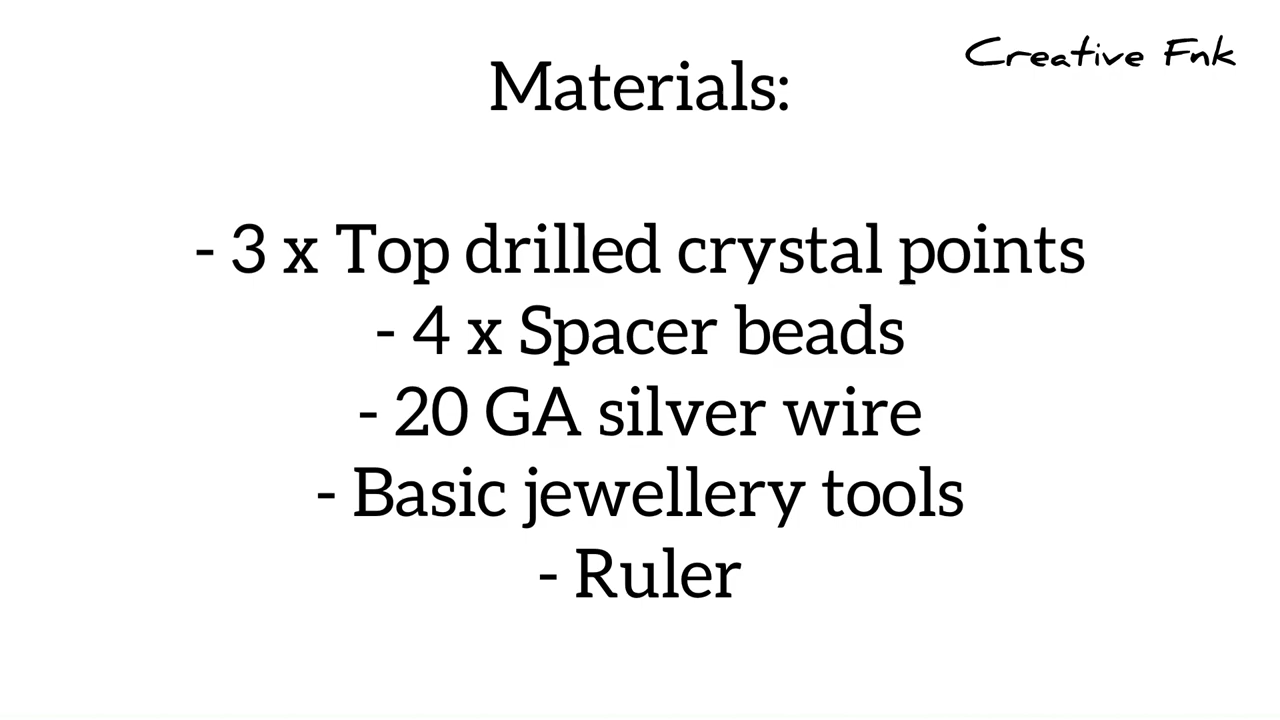 Creative Fnk
Materials:
- 3 x Top drilled crystal points
- 4 x Spacer beads
- 20 GA silver wire
- Basic jewellery tools
- Ruler